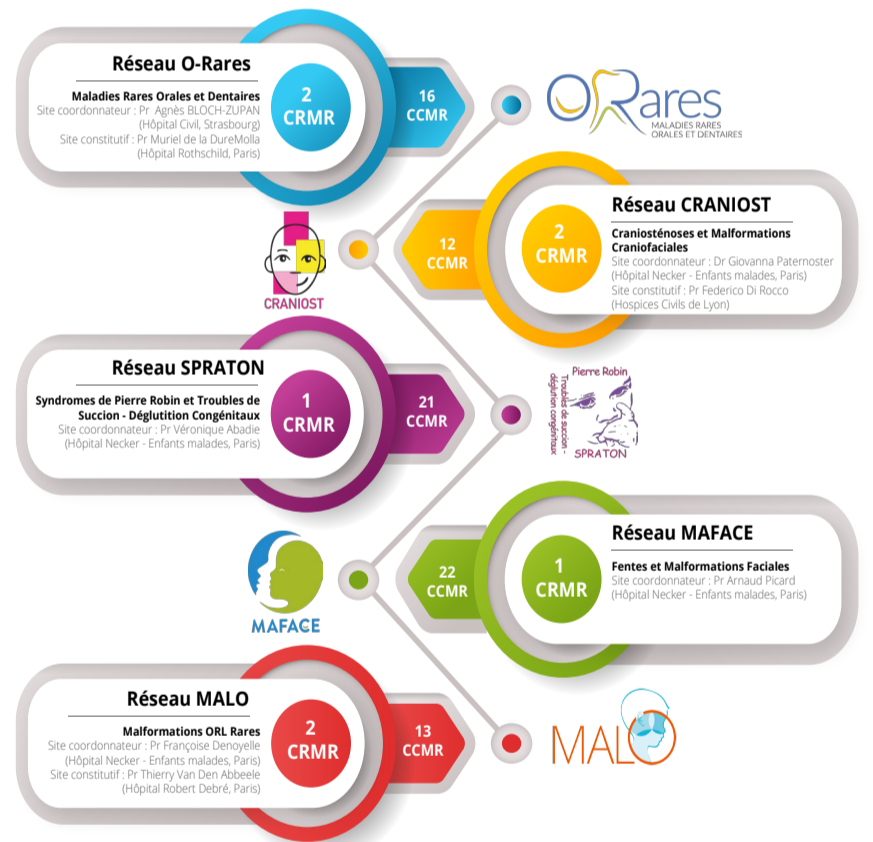 Réseau O-Rares
Maladies Rares Orales et Dentaires
Site coordonnateur : Pr Agnès BLOCH-ZUPAN
(Hôpital Civil, Strasbourg)
Site constitutif : Pr Muriel de la DureMolla
(Hôpital Rothschild, Paris)
2
CRMR
16
CCMR
ORares
MALADIES RARES
ORALES ET DENTAIRES
CRANIOST
12
CCMR
2
CRMR
Réseau CRANIOST
Craniosténoses et Malformations
Craniofaciales
Site coordonnateur : Dr Giovanna Paternoster
(Hôpital Necker - Enfants malades, Paris)
Site constitutif : Pr Federico Di Rocco
(Hospices Civils de Lyon)
Réseau SPRATON
Syndromes de Pierre Robin et Troubles de
Succion - Déglutition Congénitaux
Site coordonnateur : Pr Véronique Abadie
(Hôpital Necker - Enfants malades, Paris)
1
CRMR
21
CCMR
Pierre Robin
Troubles de succion -
déglution congénitaux
SPRATON
MAFACE
22
CCMR
1
CRMR
Réseau MAFACE
Fentes et Malformations Faciales
Site coordonnateur : Pr Arnaud Picard
(Hôpital Necker - Enfants malades, Paris)
Réseau MALO
Malformations ORL Rares
Site coordonnateur : Pr Françoise Denoyelle
(Hôpital Necker - Enfants malades, Paris)
Site constitutif : Pr Thierry Van Den Abbeele
(Hôpital Robert Debré, Paris)
2
CRMR
13
CCMR
MALO